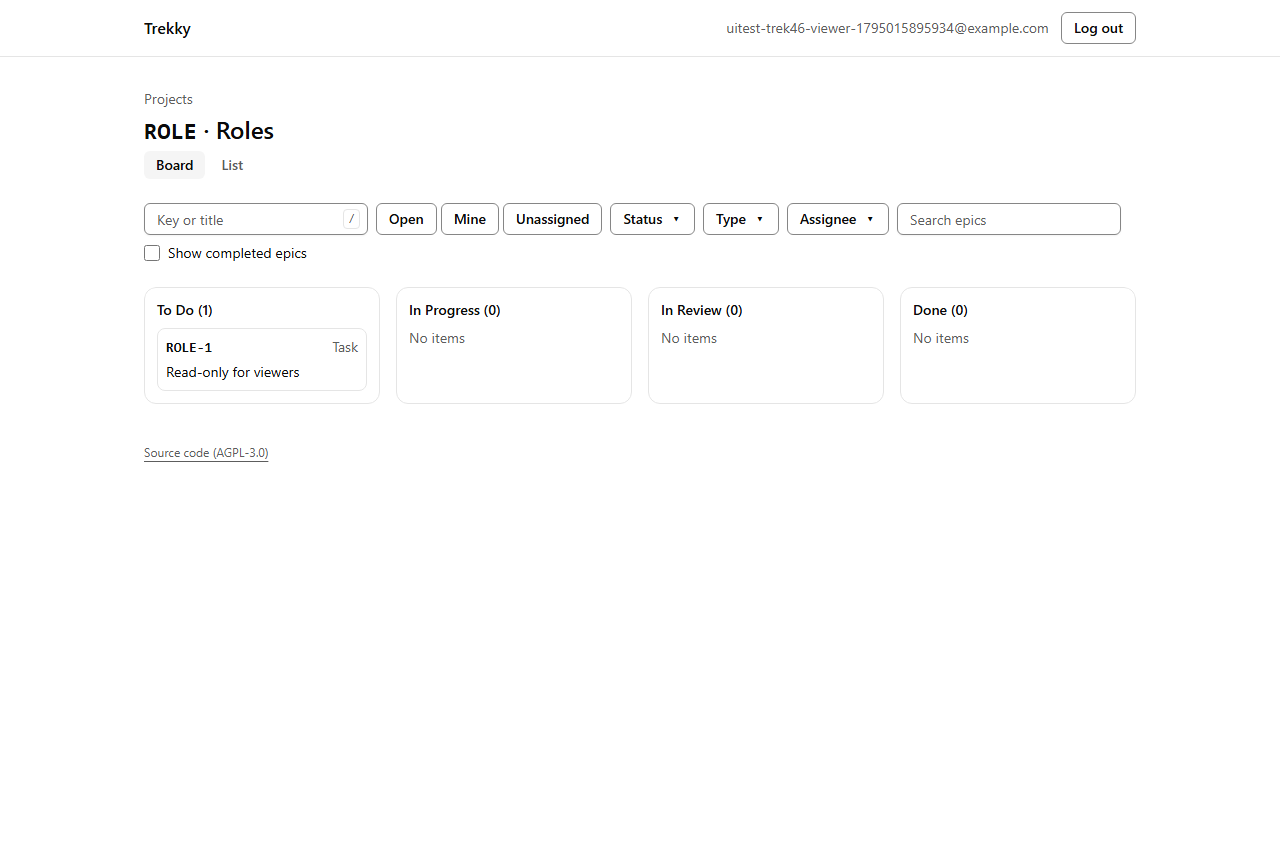 Trekky
uitest-trek46-viewer-1795015895934@example.com
Log out
Projects
ROLE · Roles
Board
List
Key or title
/
Open
Mine
Unassigned
Status ▼
Type ▼
Assignee ▼
Search epics
Show completed epics
To Do (1)
ROLE-1
Task
Read-only for viewers
In Progress (0)
No items
In Review (0)
No items
Done (0)
No items
Source code (AGPL-3.0)